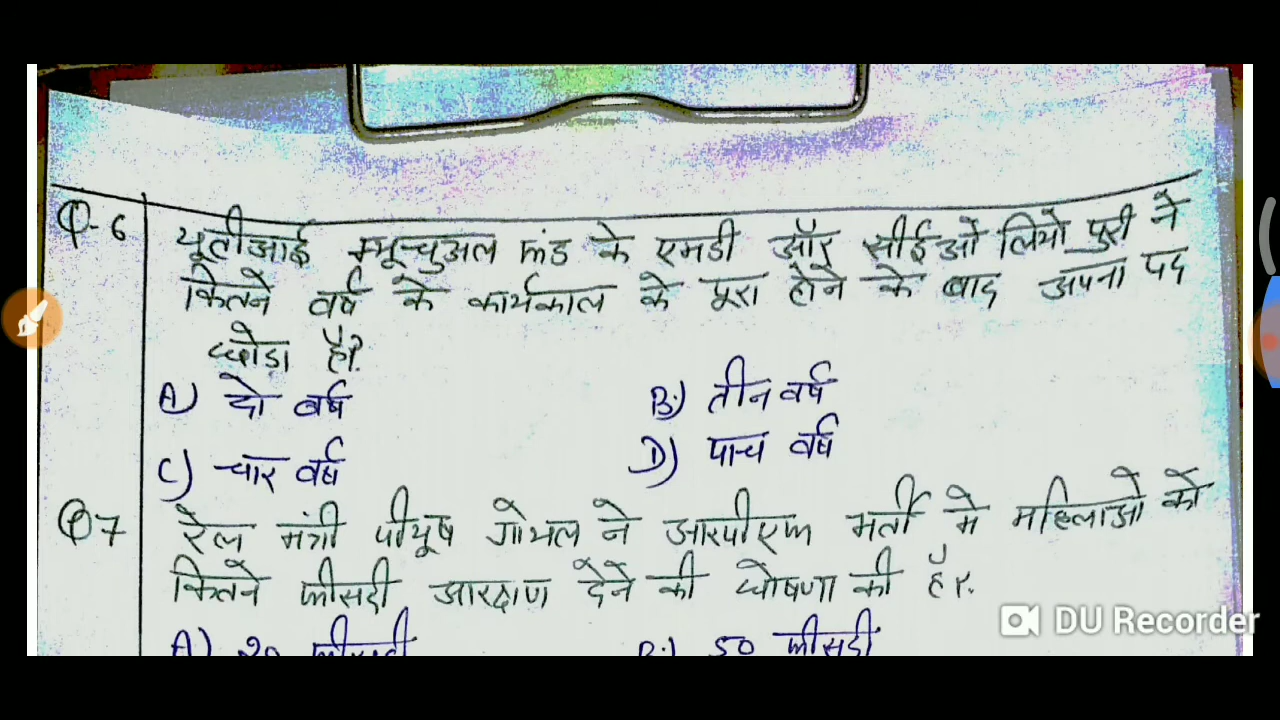 Q-6 यूटीआई म्यूच्युअल फंड के एमडी और सीईओ लियो पुरी ने
कितने वर्ष के कार्यकाल के पूरा होने के बाद अपना पद
छोडा है?
A) दो वर्ष B.) तीन वर्ष
C) चार वर्ष D) पाच वर्ष
Q7 रेल मंत्री पीयूष गोयल ने आरपीएफ भर्ती मे महिलाओ को
कितने फीसदी आरक्षण देने की घोषणा की है?
A) फीसदी B.) 50 फीसदी
DU Recorder